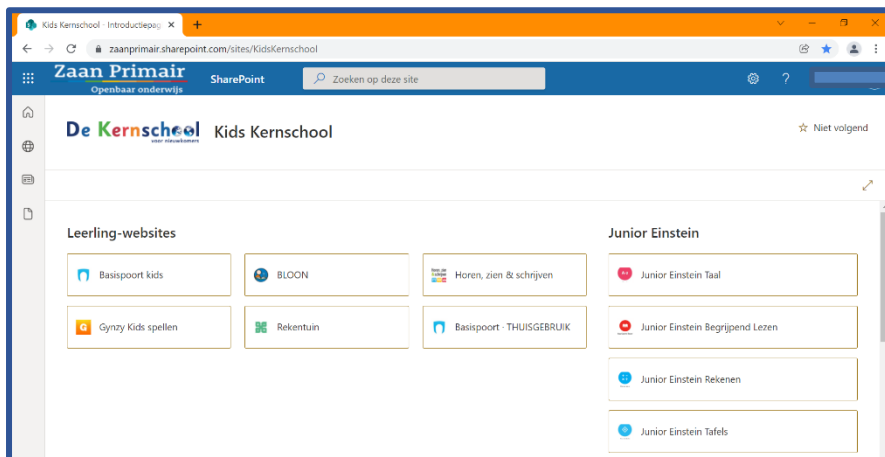 Kids Kernschool - Introductiepag
zaanprimair.sharepoint.com/sites/KidsKernschool
Zaan Primair
Openbaar onderwijs
SharePoint
Zoeken op deze site
?
De Kernschool
voor nieuwkomers
Kids Kernschool
Niet volgend
Leerling-websites
Junior Einstein
Basispoort kids
BLOON
Horen, zien & schrijven
Junior Einstein Taal
Gynzy Kids spellen
Rekentuin
Basispoort - THUISGEBRUIK
Junior Einstein Begrijpend Lezen
Junior Einstein Rekenen
Junior Einstein Tafels